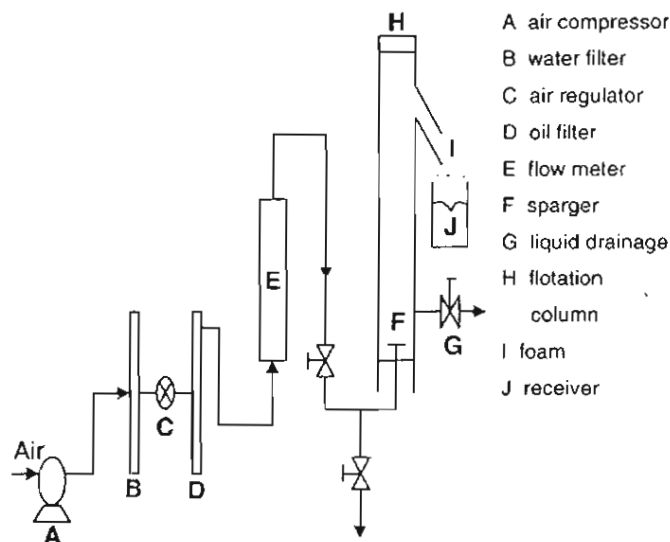 H
A air compressor
B water filter
C air regulator
D oil filter
E flow meter
F sparger
G liquid drainage
H flotation
column
I foam
J receiver
I
J
E
F
G
C
Air
B
D
A